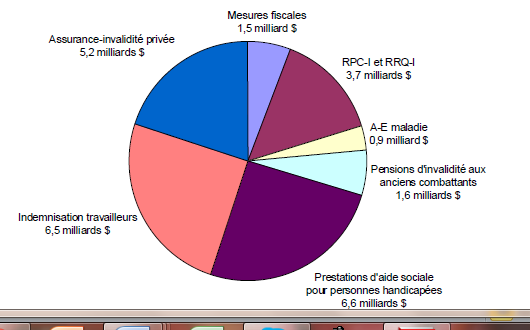 Mesures fiscales
1,5 milliard $
Assurance-invalidité privée
5,2 milliards $
RPC-I et RRQ-I
3,7 milliards $
A-E maladie
0,9 milliard $
Pensions d'invalidité aux
anciens combattants
1,6 milliards $
Indemnisation travailleurs
6,5 milliards $
Prestations d'aide sociale
pour personnes handicapées
6,6 milliards $